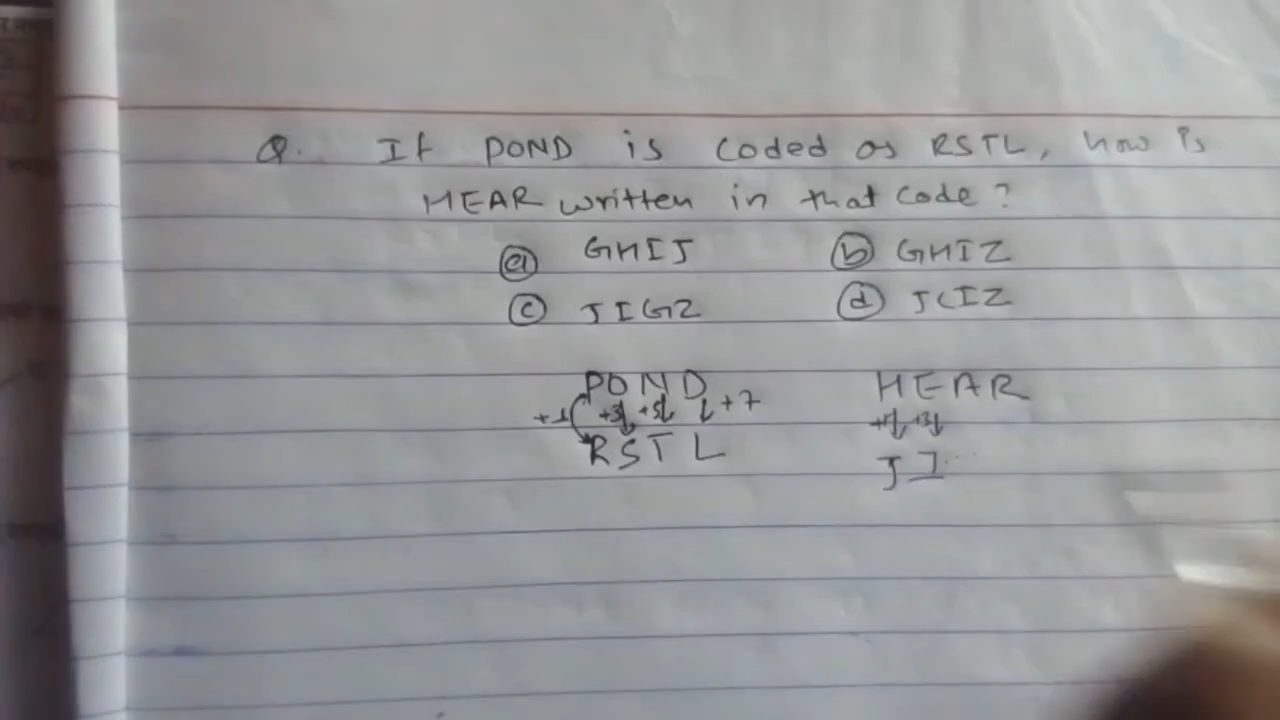 Q. If POND is coded as RSTL, how is
HEAR written in that code?
(a) GHIJ (b) GHIZ
(c) JIGZ (d) JCIZ
POND HEAR
+1 +3 +5 +7 +3
RSTL JI..